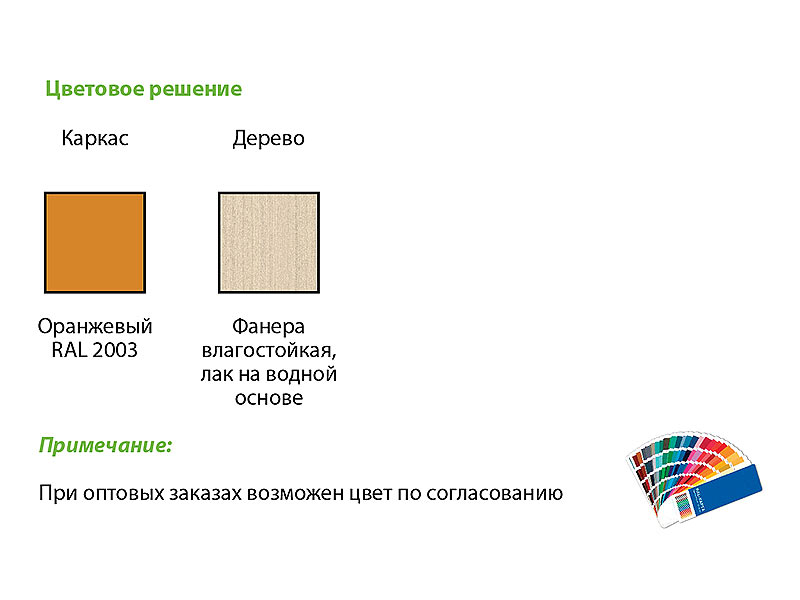 Цветовое решение
Каркас
Дерево
Оранжевый
RAL 2003
Фанера
влагостойкая,
лак на водной
основе
Примечание:
При оптовых заказах возможен цвет по согласованию